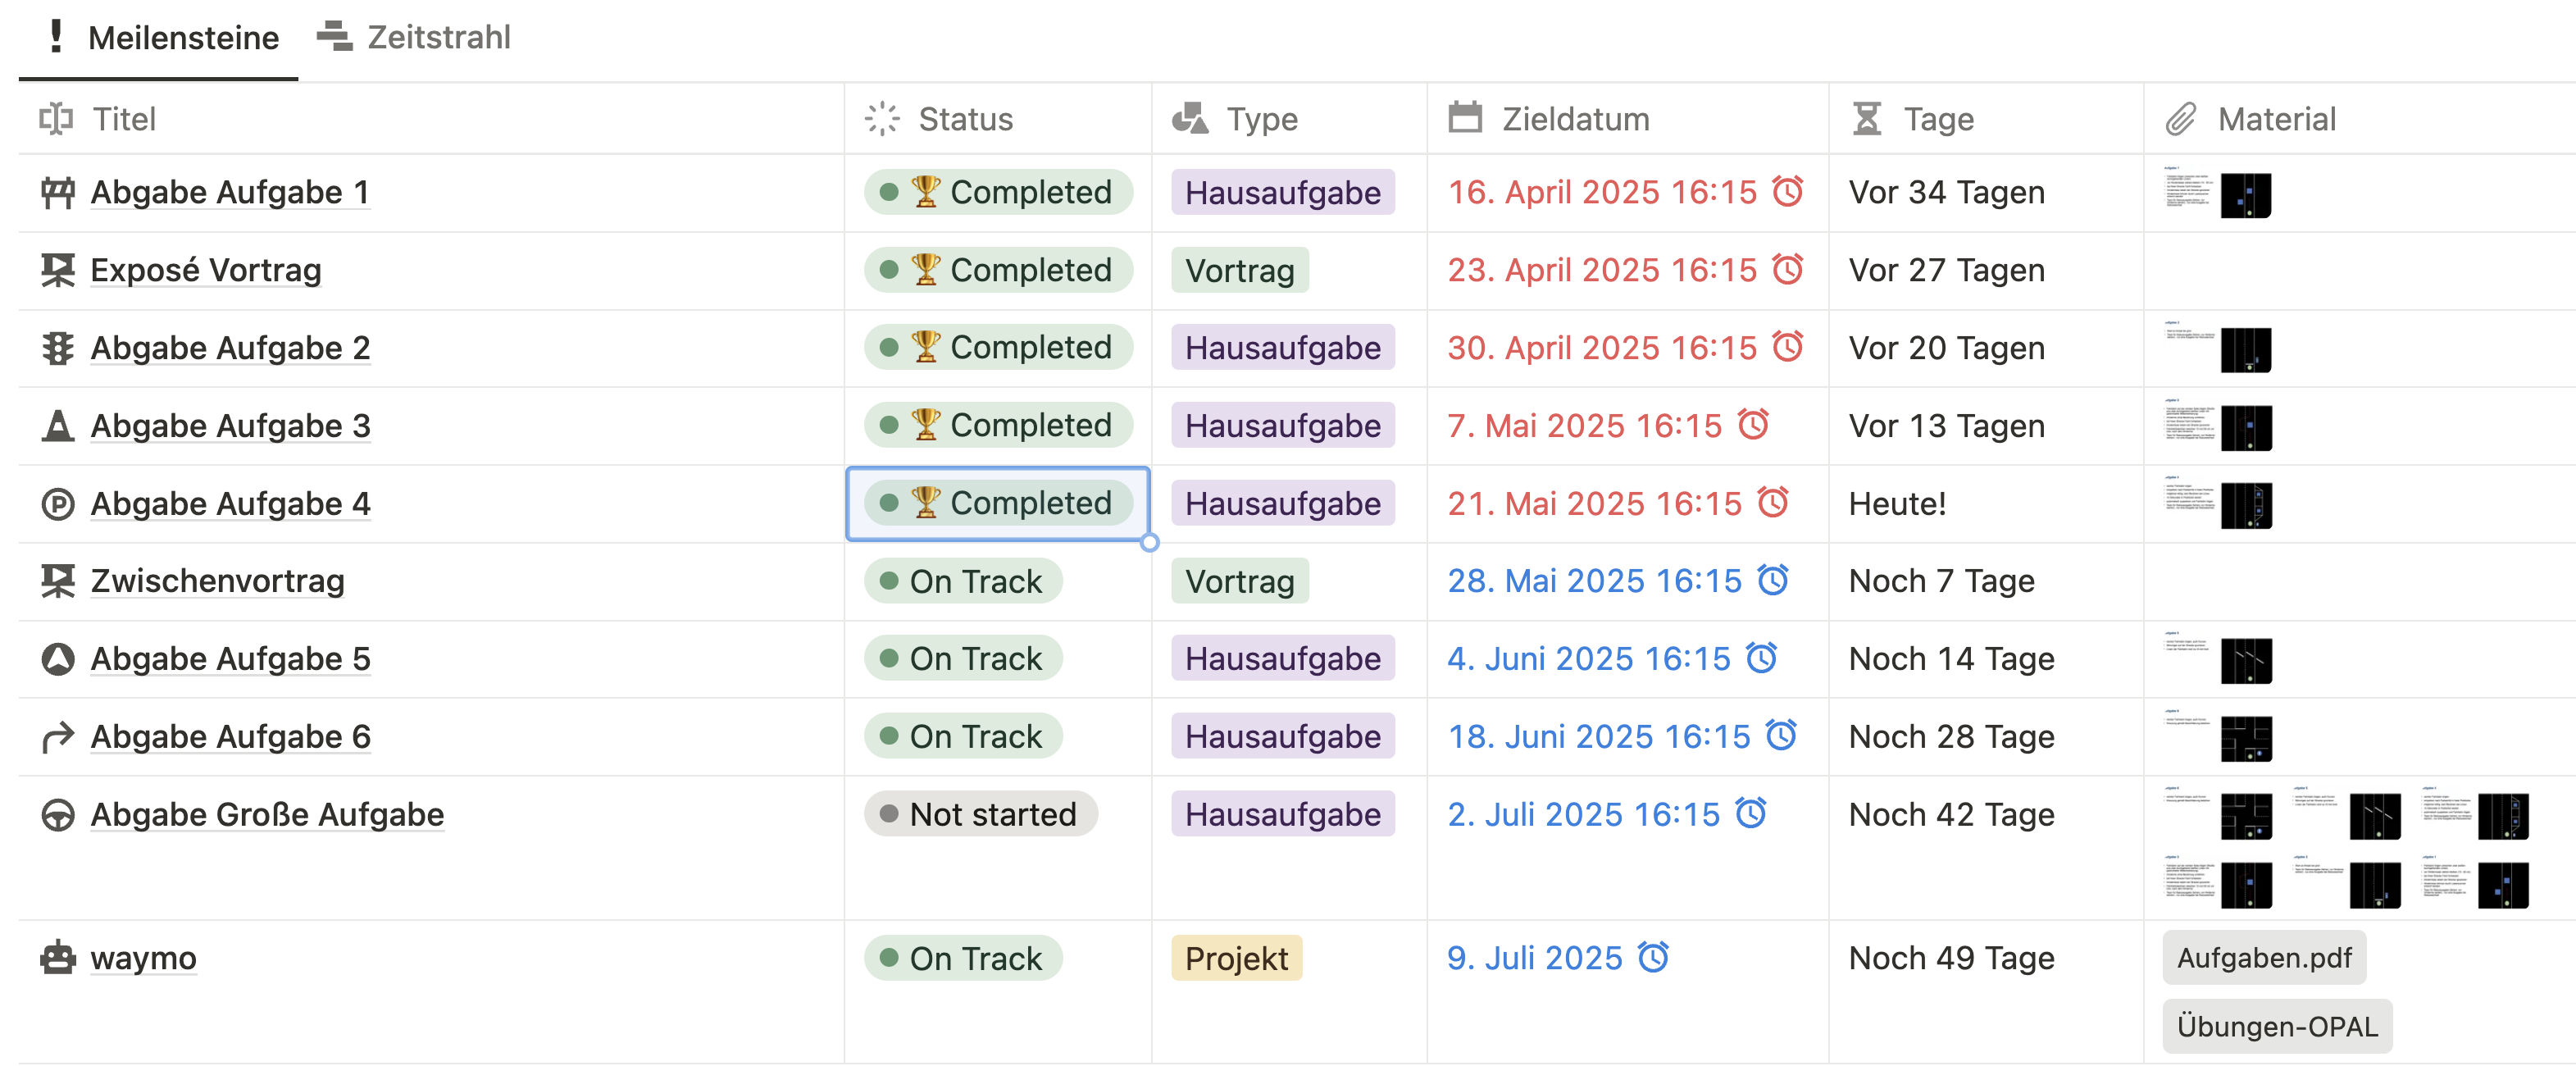 Meilensteine Zeitstrahl
Titel Status Type Zieldatum Tage Material
Abgabe Aufgabe 1 🏆 Completed Hausaufgabe 16. April 2025 16:15 Vor 34 Tagen
Exposé Vortrag 🏆 Completed Vortrag 23. April 2025 16:15 Vor 27 Tagen
Abgabe Aufgabe 2 🏆 Completed Hausaufgabe 30. April 2025 16:15 Vor 20 Tagen
Abgabe Aufgabe 3 🏆 Completed Hausaufgabe 7. Mai 2025 16:15 Vor 13 Tagen
Abgabe Aufgabe 4 🏆 Completed Hausaufgabe 21. Mai 2025 16:15 Heute!
Zwischenvortrag On Track Vortrag 28. Mai 2025 16:15 Noch 7 Tage
Abgabe Aufgabe 5 On Track Hausaufgabe 4. Juni 2025 16:15 Noch 14 Tage
Abgabe Aufgabe 6 On Track Hausaufgabe 18. Juni 2025 16:15 Noch 28 Tage
Abgabe Große Aufgabe Not started Hausaufgabe 2. Juli 2025 16:15 Noch 42 Tage
waymo On Track Projekt 9. Juli 2025 Noch 49 Tage Aufgaben.pdf
Übungen-OPAL